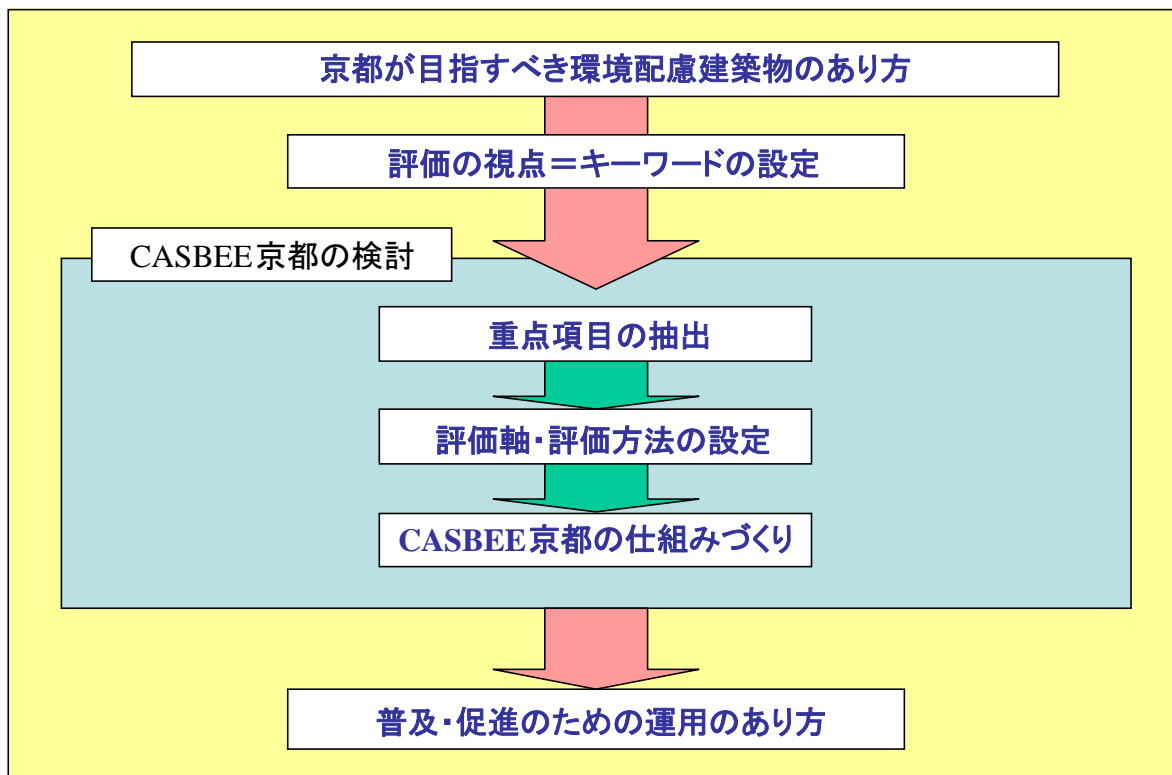 京都が目指すべき環境配慮建築物のあり方
評価の視点＝キーワードの設定
CASBEE京都の検討
重点項目の抽出
評価軸・評価方法の設定
CASBEE京都の仕組みづくり
普及・促進のための運用のあり方